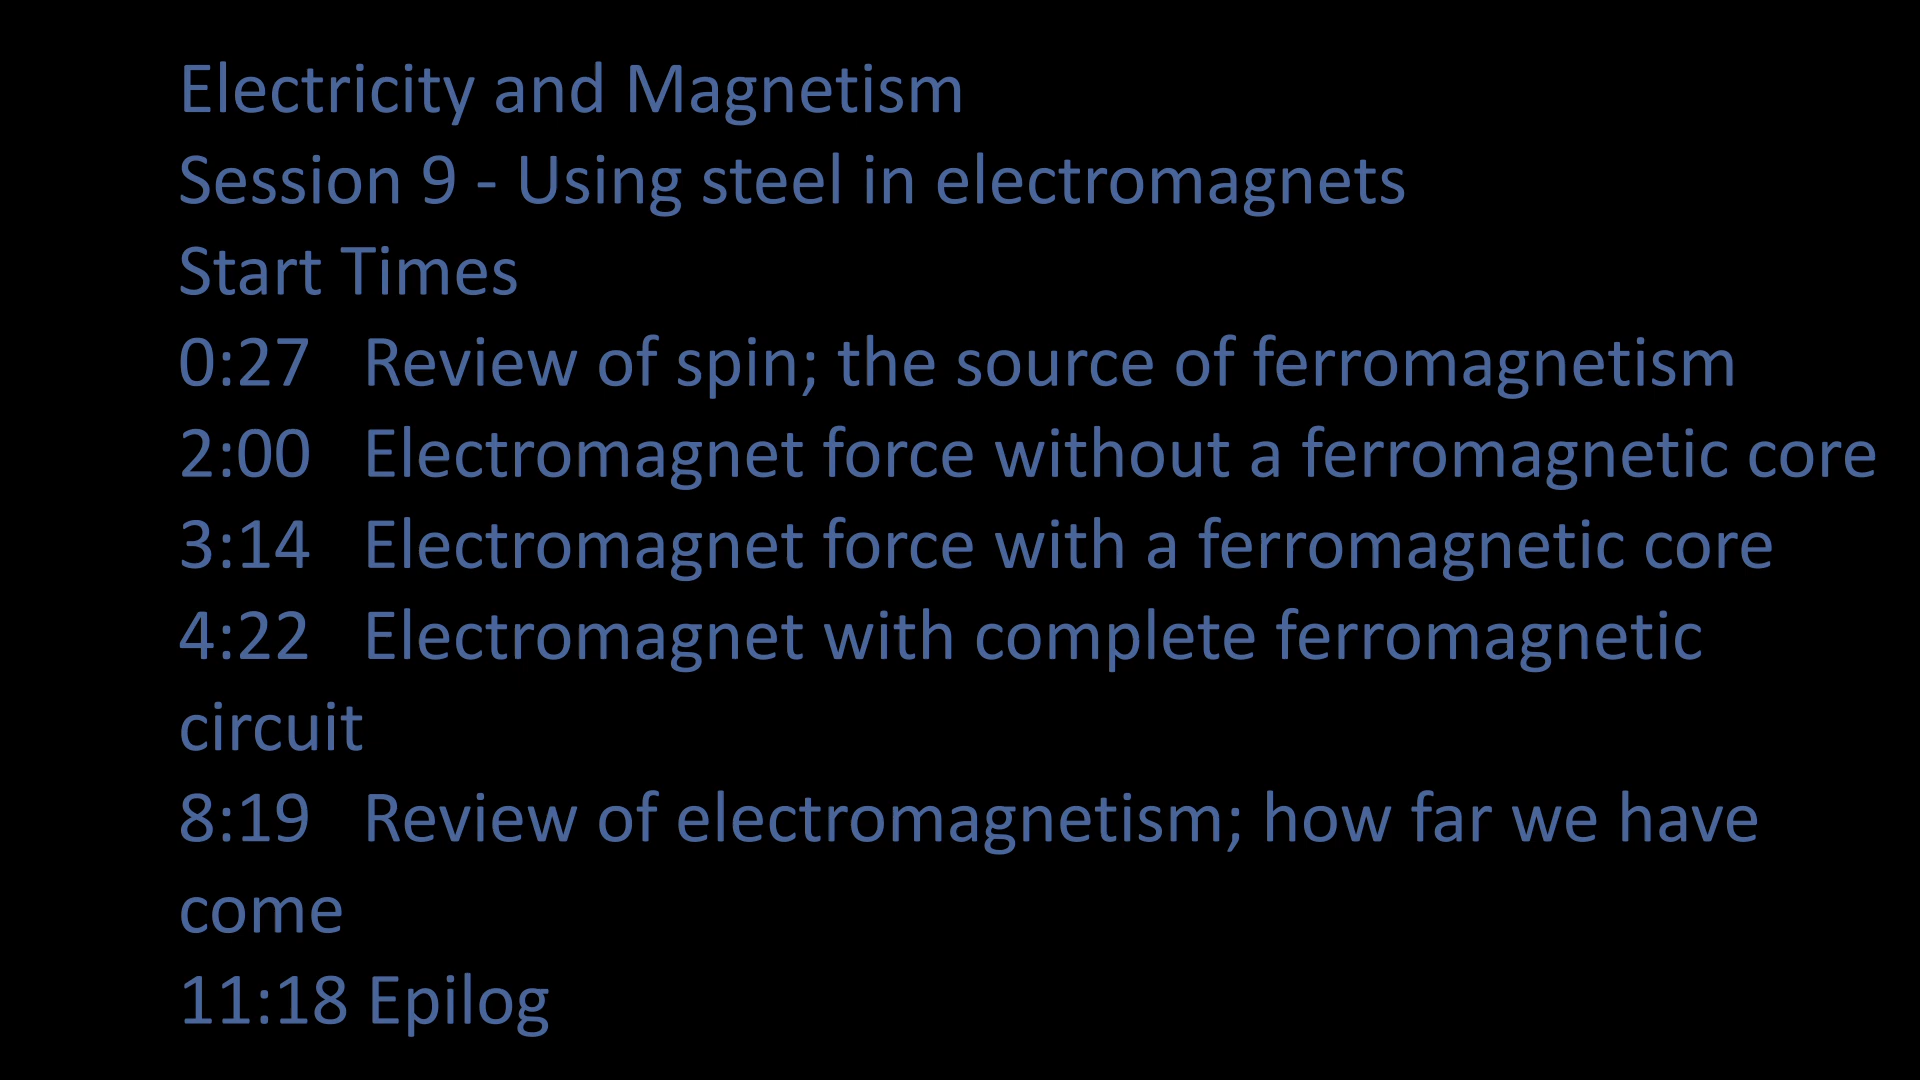 Electricity and Magnetism
Session 9 - Using steel in electromagnets
Start Times
0:27 Review of spin; the source of ferromagnetism
2:00 Electromagnet force without a ferromagnetic core
3:14 Electromagnet force with a ferromagnetic core
4:22 Electromagnet with complete ferromagnetic
circuit
8:19 Review of electromagnetism; how far we have
come
11:18 Epilog